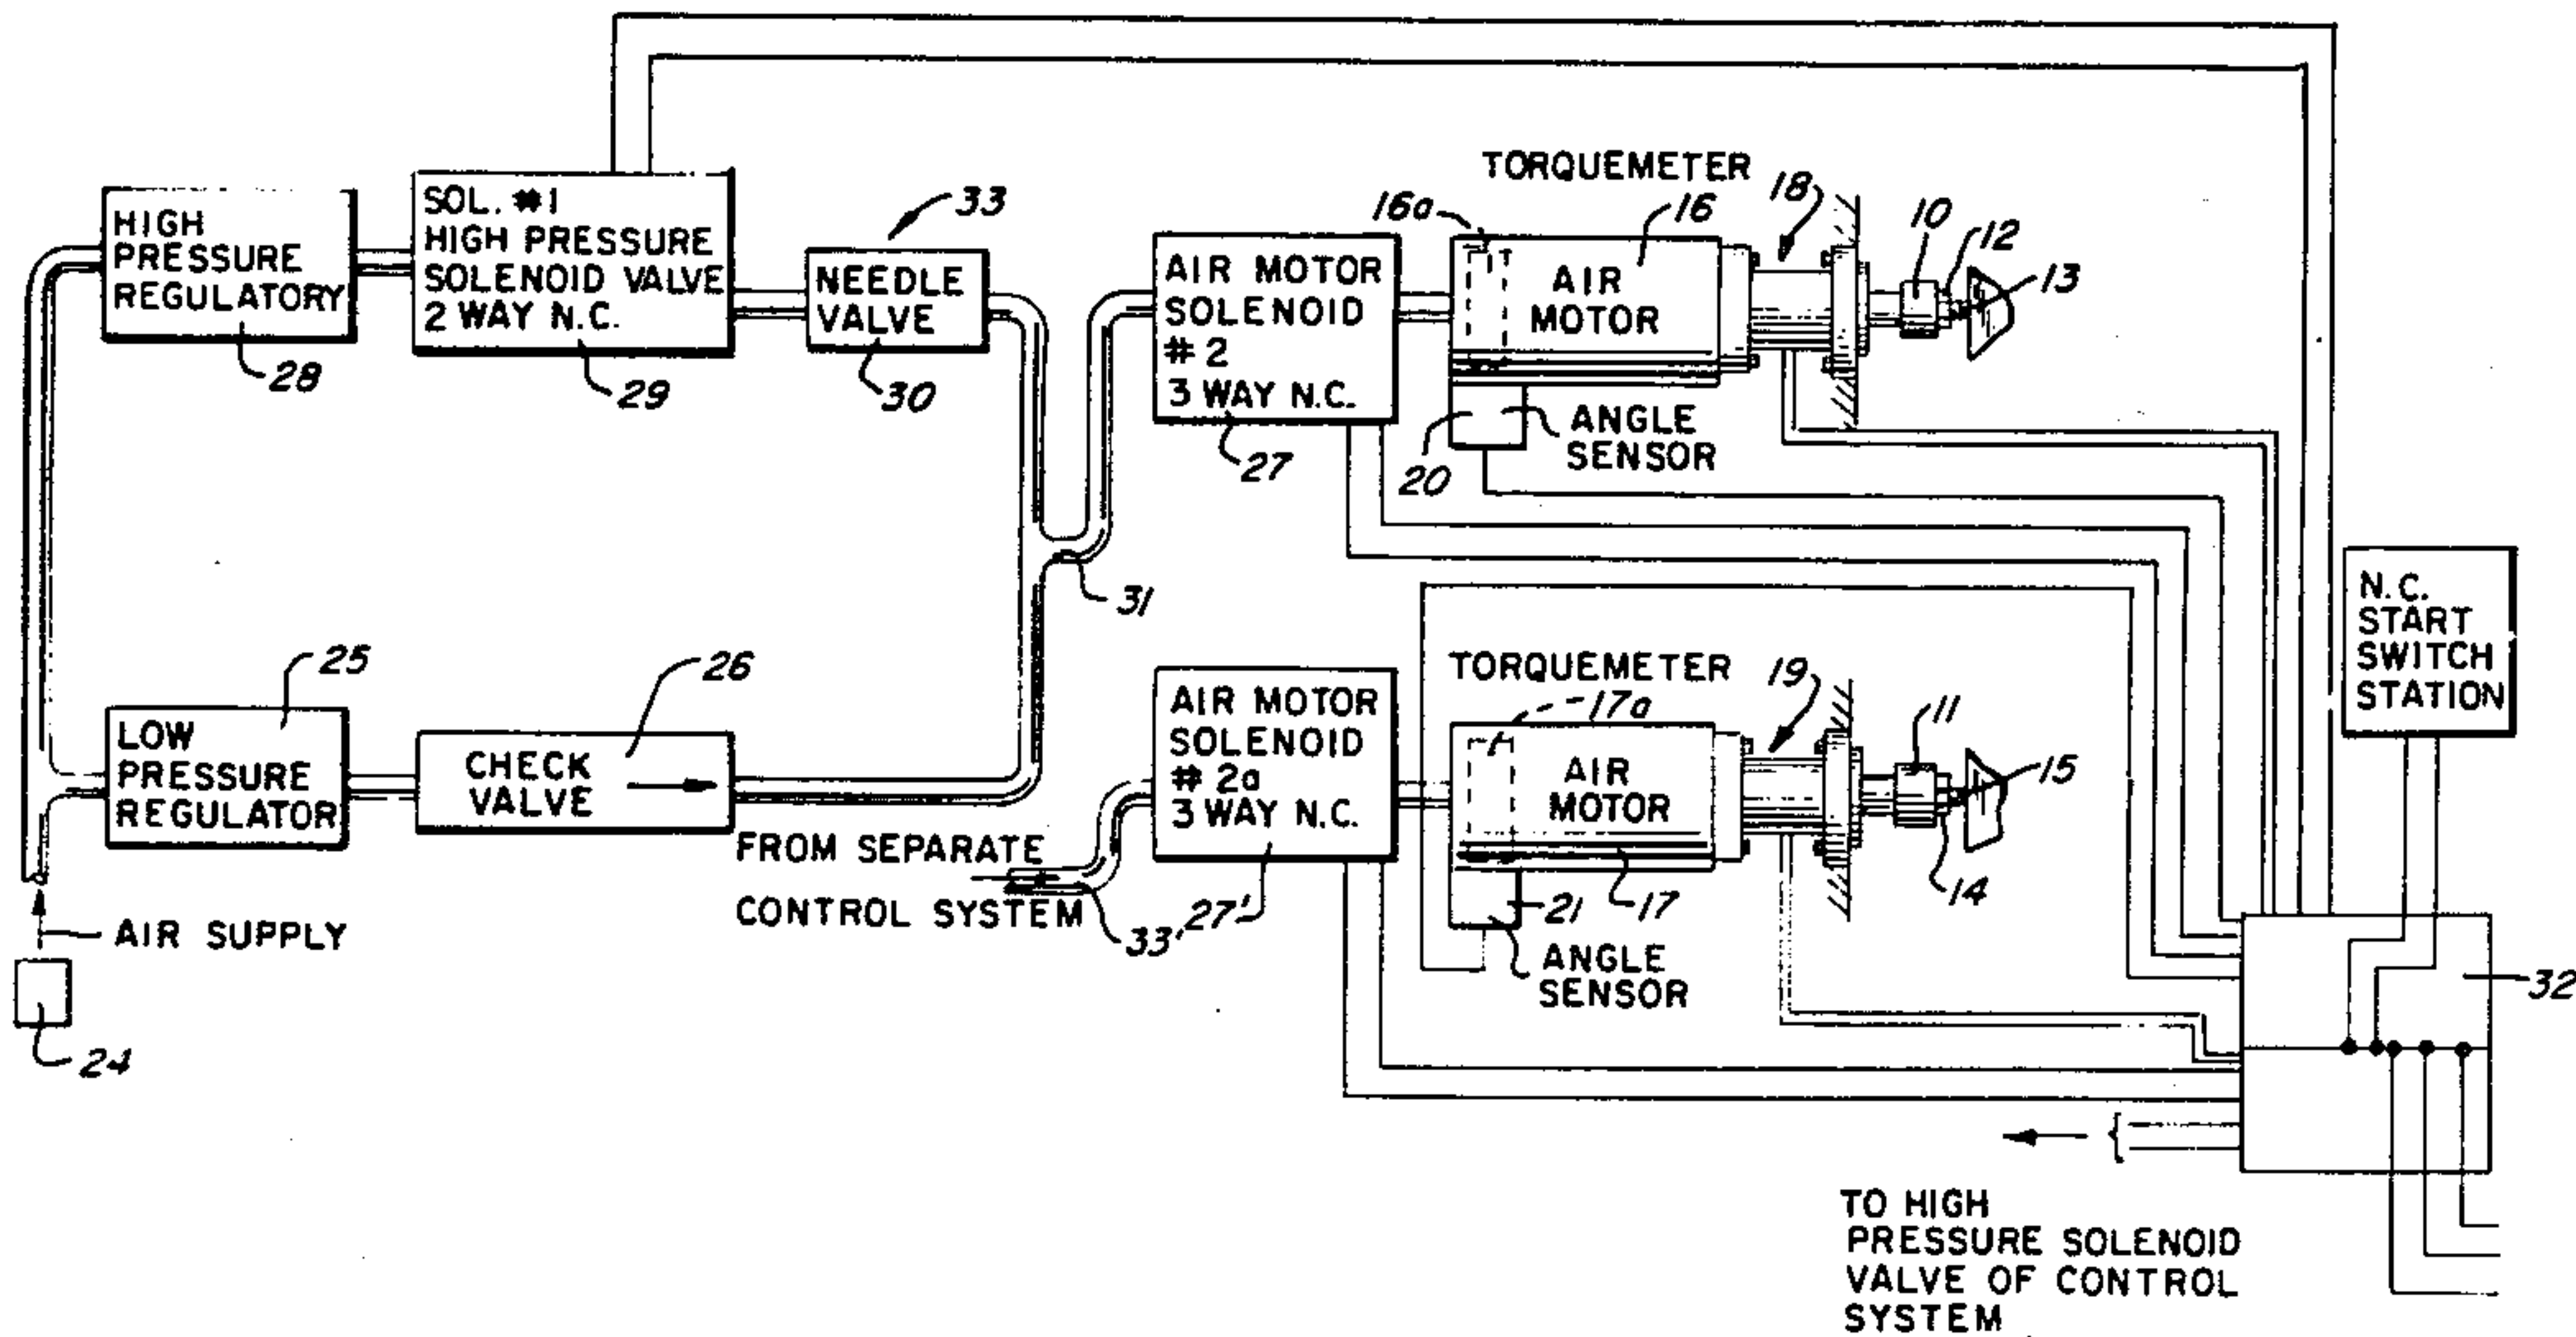 HIGH
PRESSURE
REGULATORY
28
SOL. #1
HIGH PRESSURE
SOLENOID VALVE
2 WAY N.C.
29
33
NEEDLE
VALVE
30
AIR MOTOR
SOLENOID
# 2
3 WAY N.C.
27
TORQUEMETER
16a
16
18
AIR
MOTOR
10
12
13
20
ANGLE
SENSOR
31
N.C.
START
SWITCH
STATION
25
LOW
PRESSURE
REGULATOR
26
CHECK
VALVE
AIR MOTOR
SOLENOID
# 2a
3 WAY N.C.
27'
TORQUEMETER
17a
19
AIR
MOTOR
11
15
14
17
21
ANGLE
SENSOR
FROM SEPARATE
CONTROL SYSTEM
33'
AIR SUPPLY
24
32
TO HIGH
PRESSURE SOLENOID
VALVE OF CONTROL
SYSTEM